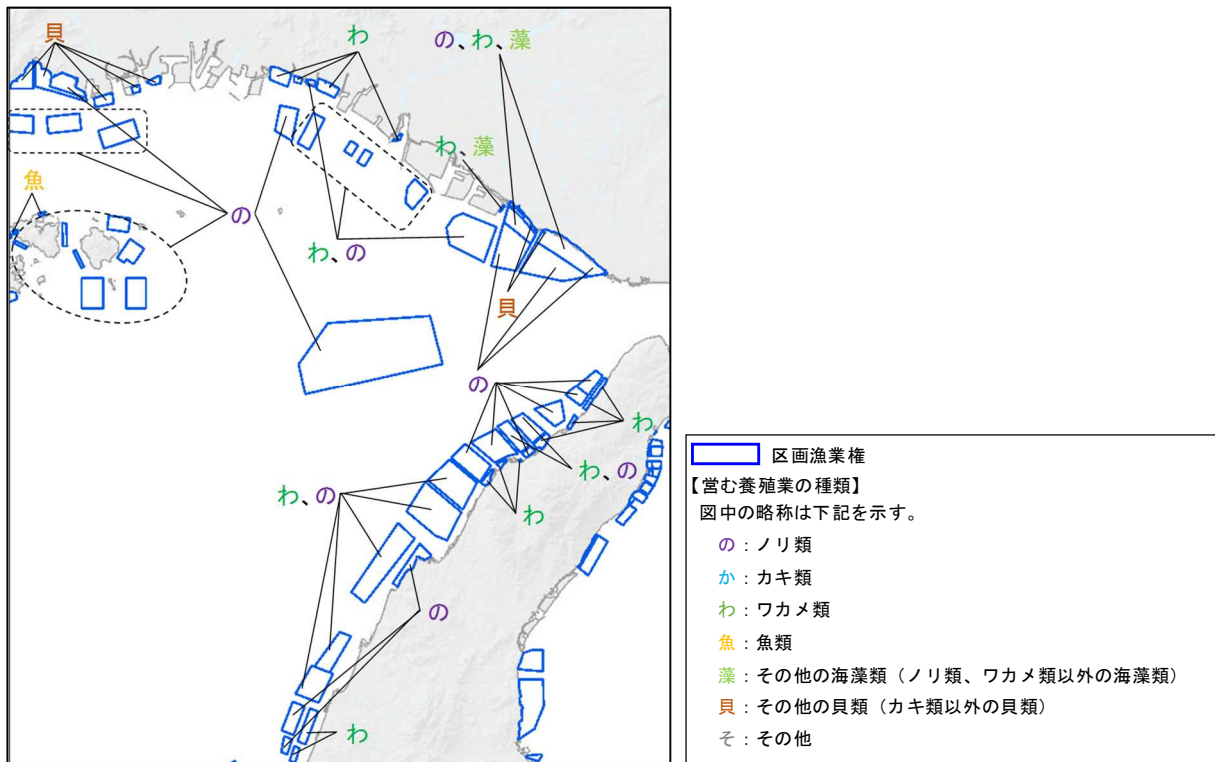 貝
わ
の、わ、藻
わ、藻
魚
の
わ、の
貝
の
わ
わ、の
わ、の
わ
の
わ
区画漁業権
【営む養殖業の種類】
図中の略称は下記を示す。
の：ノリ類
か：カキ類
わ：ワカメ類
魚：魚類
藻：その他の海藻類（ノリ類、ワカメ類以外の海藻類）
貝：その他の貝類（カキ類以外の貝類）
そ：その他